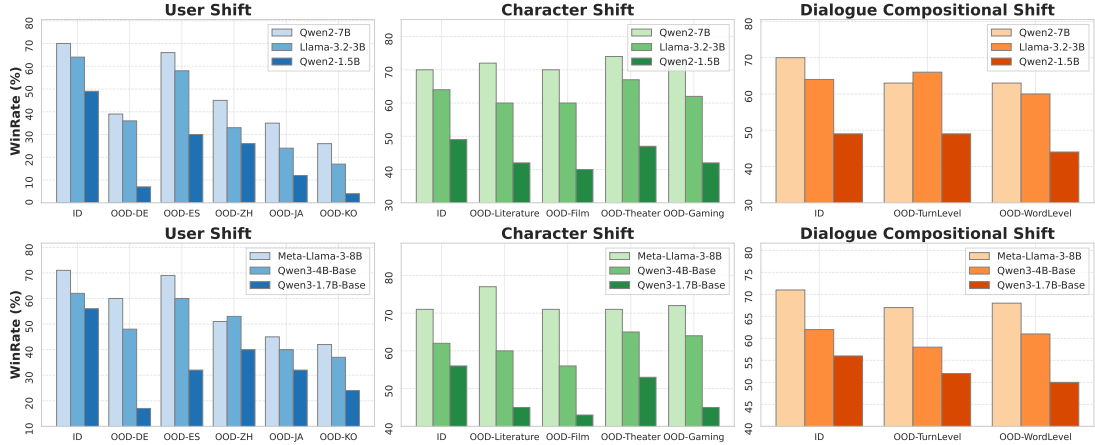 User Shift
WinRate (%)
80
70
60
50
40
30
20
10
0
Qwen2-7B
Llama-3.2-3B
Qwen2-1.5B
ID
OOD-DE
OOD-ES
OOD-ZH
OOD-JA
OOD-KO
Character Shift
80
70
60
50
40
30
Qwen2-7B
Llama-3.2-3B
Qwen2-1.5B
ID
OOD-Literature
OOD-Film
OOD-Theater
OOD-Gaming
Dialogue Compositional Shift
80
70
60
50
40
30
Qwen2-7B
Llama-3.2-3B
Qwen2-1.5B
ID
OOD-TurnLevel
OOD-WordLevel
User Shift
WinRate (%)
80
70
60
50
40
30
20
10
Meta-Llama-3-8B
Qwen3-4B-Base
Qwen3-1.7B-Base
ID
OOD-DE
OOD-ES
OOD-ZH
OOD-JA
OOD-KO
Character Shift
80
70
60
50
40
Meta-Llama-3-8B
Qwen3-4B-Base
Qwen3-1.7B-Base
ID
OOD-Literature
OOD-Film
OOD-Theater
OOD-Gaming
Dialogue Compositional Shift
80
70
60
50
40
Meta-Llama-3-8B
Qwen3-4B-Base
Qwen3-1.7B-Base
ID
OOD-TurnLevel
OOD-WordLevel